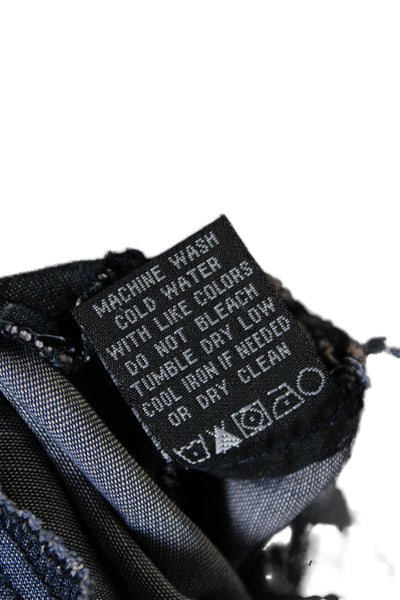 MACHINE WASH
COLD WATER
WITH LIKE COLORS
DO NOT BLEACH
TUMBLE DRY LOW
COOL IRON IF NEEDED
OR DRY CLEAN